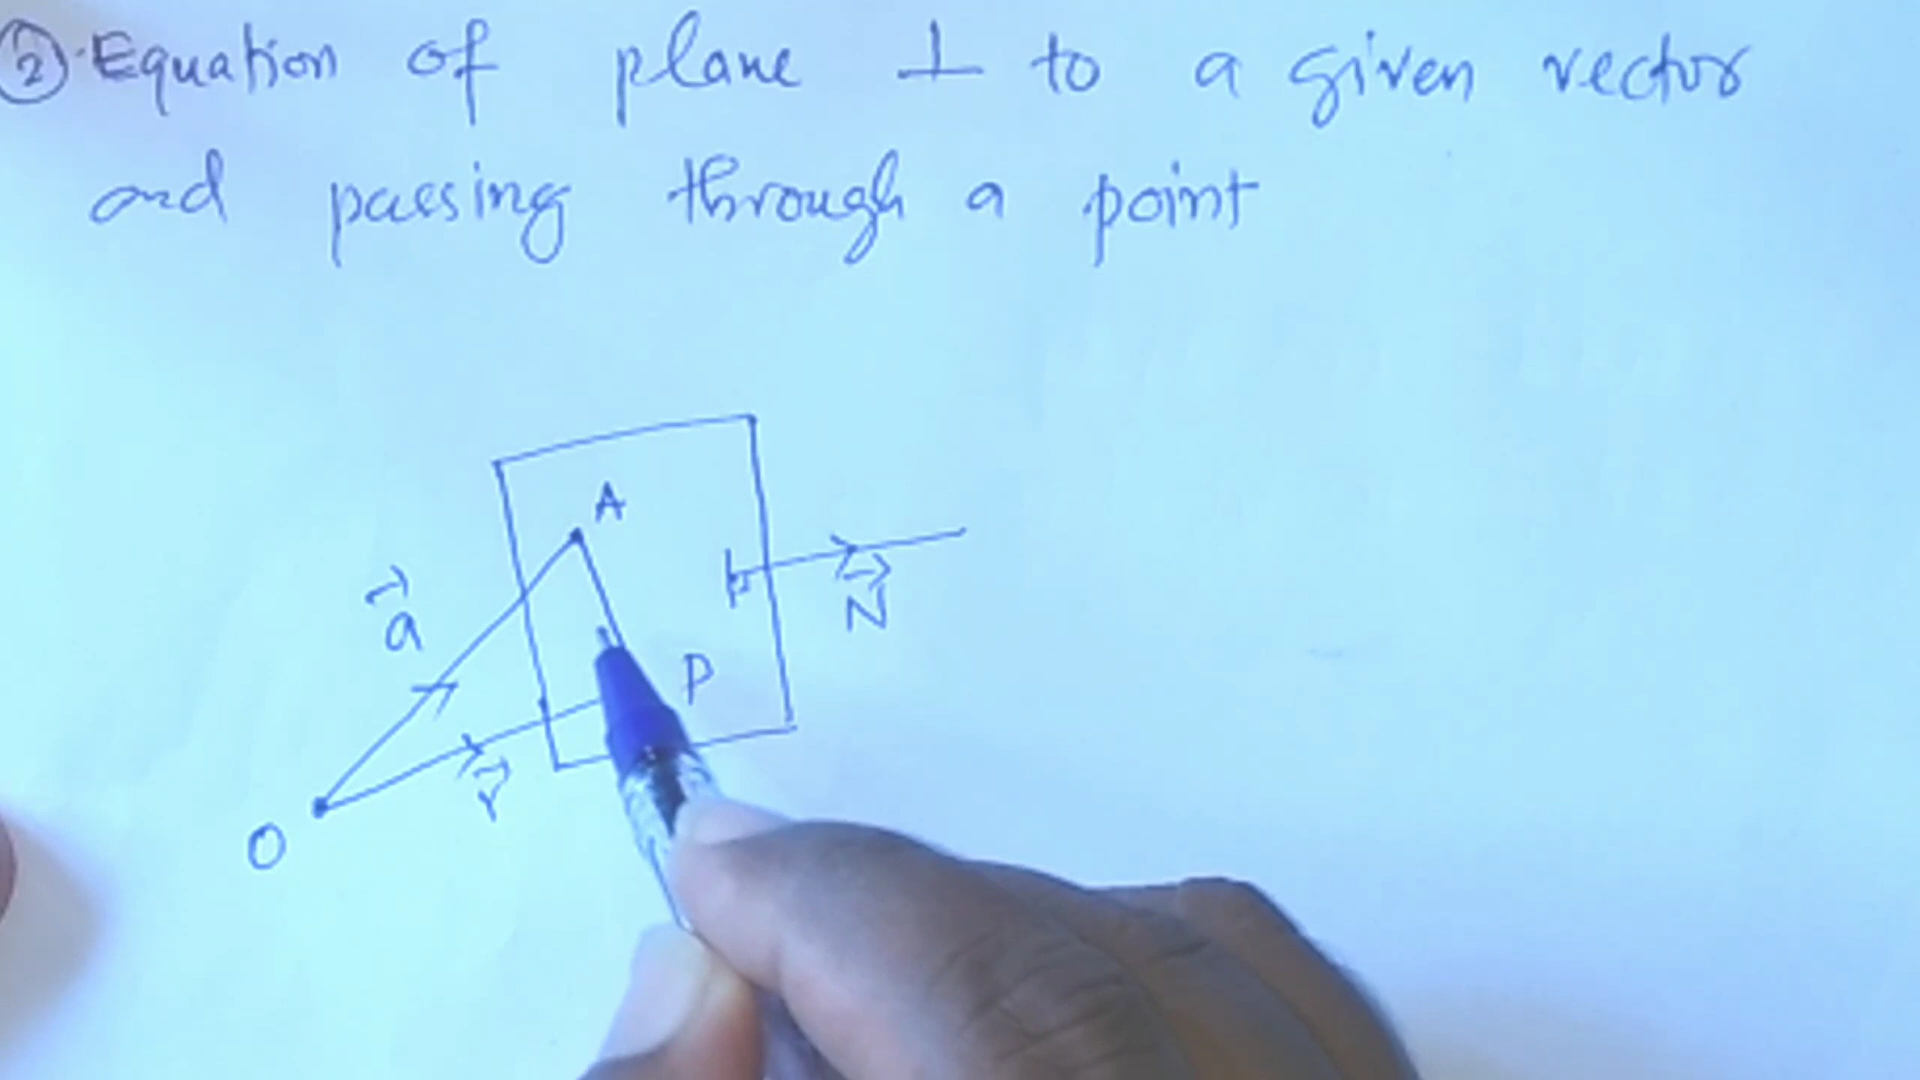 ② Equation of plane ⊥ to a given vector
and passing through a point
A
a⃗
N⃗
P
r⃗
O